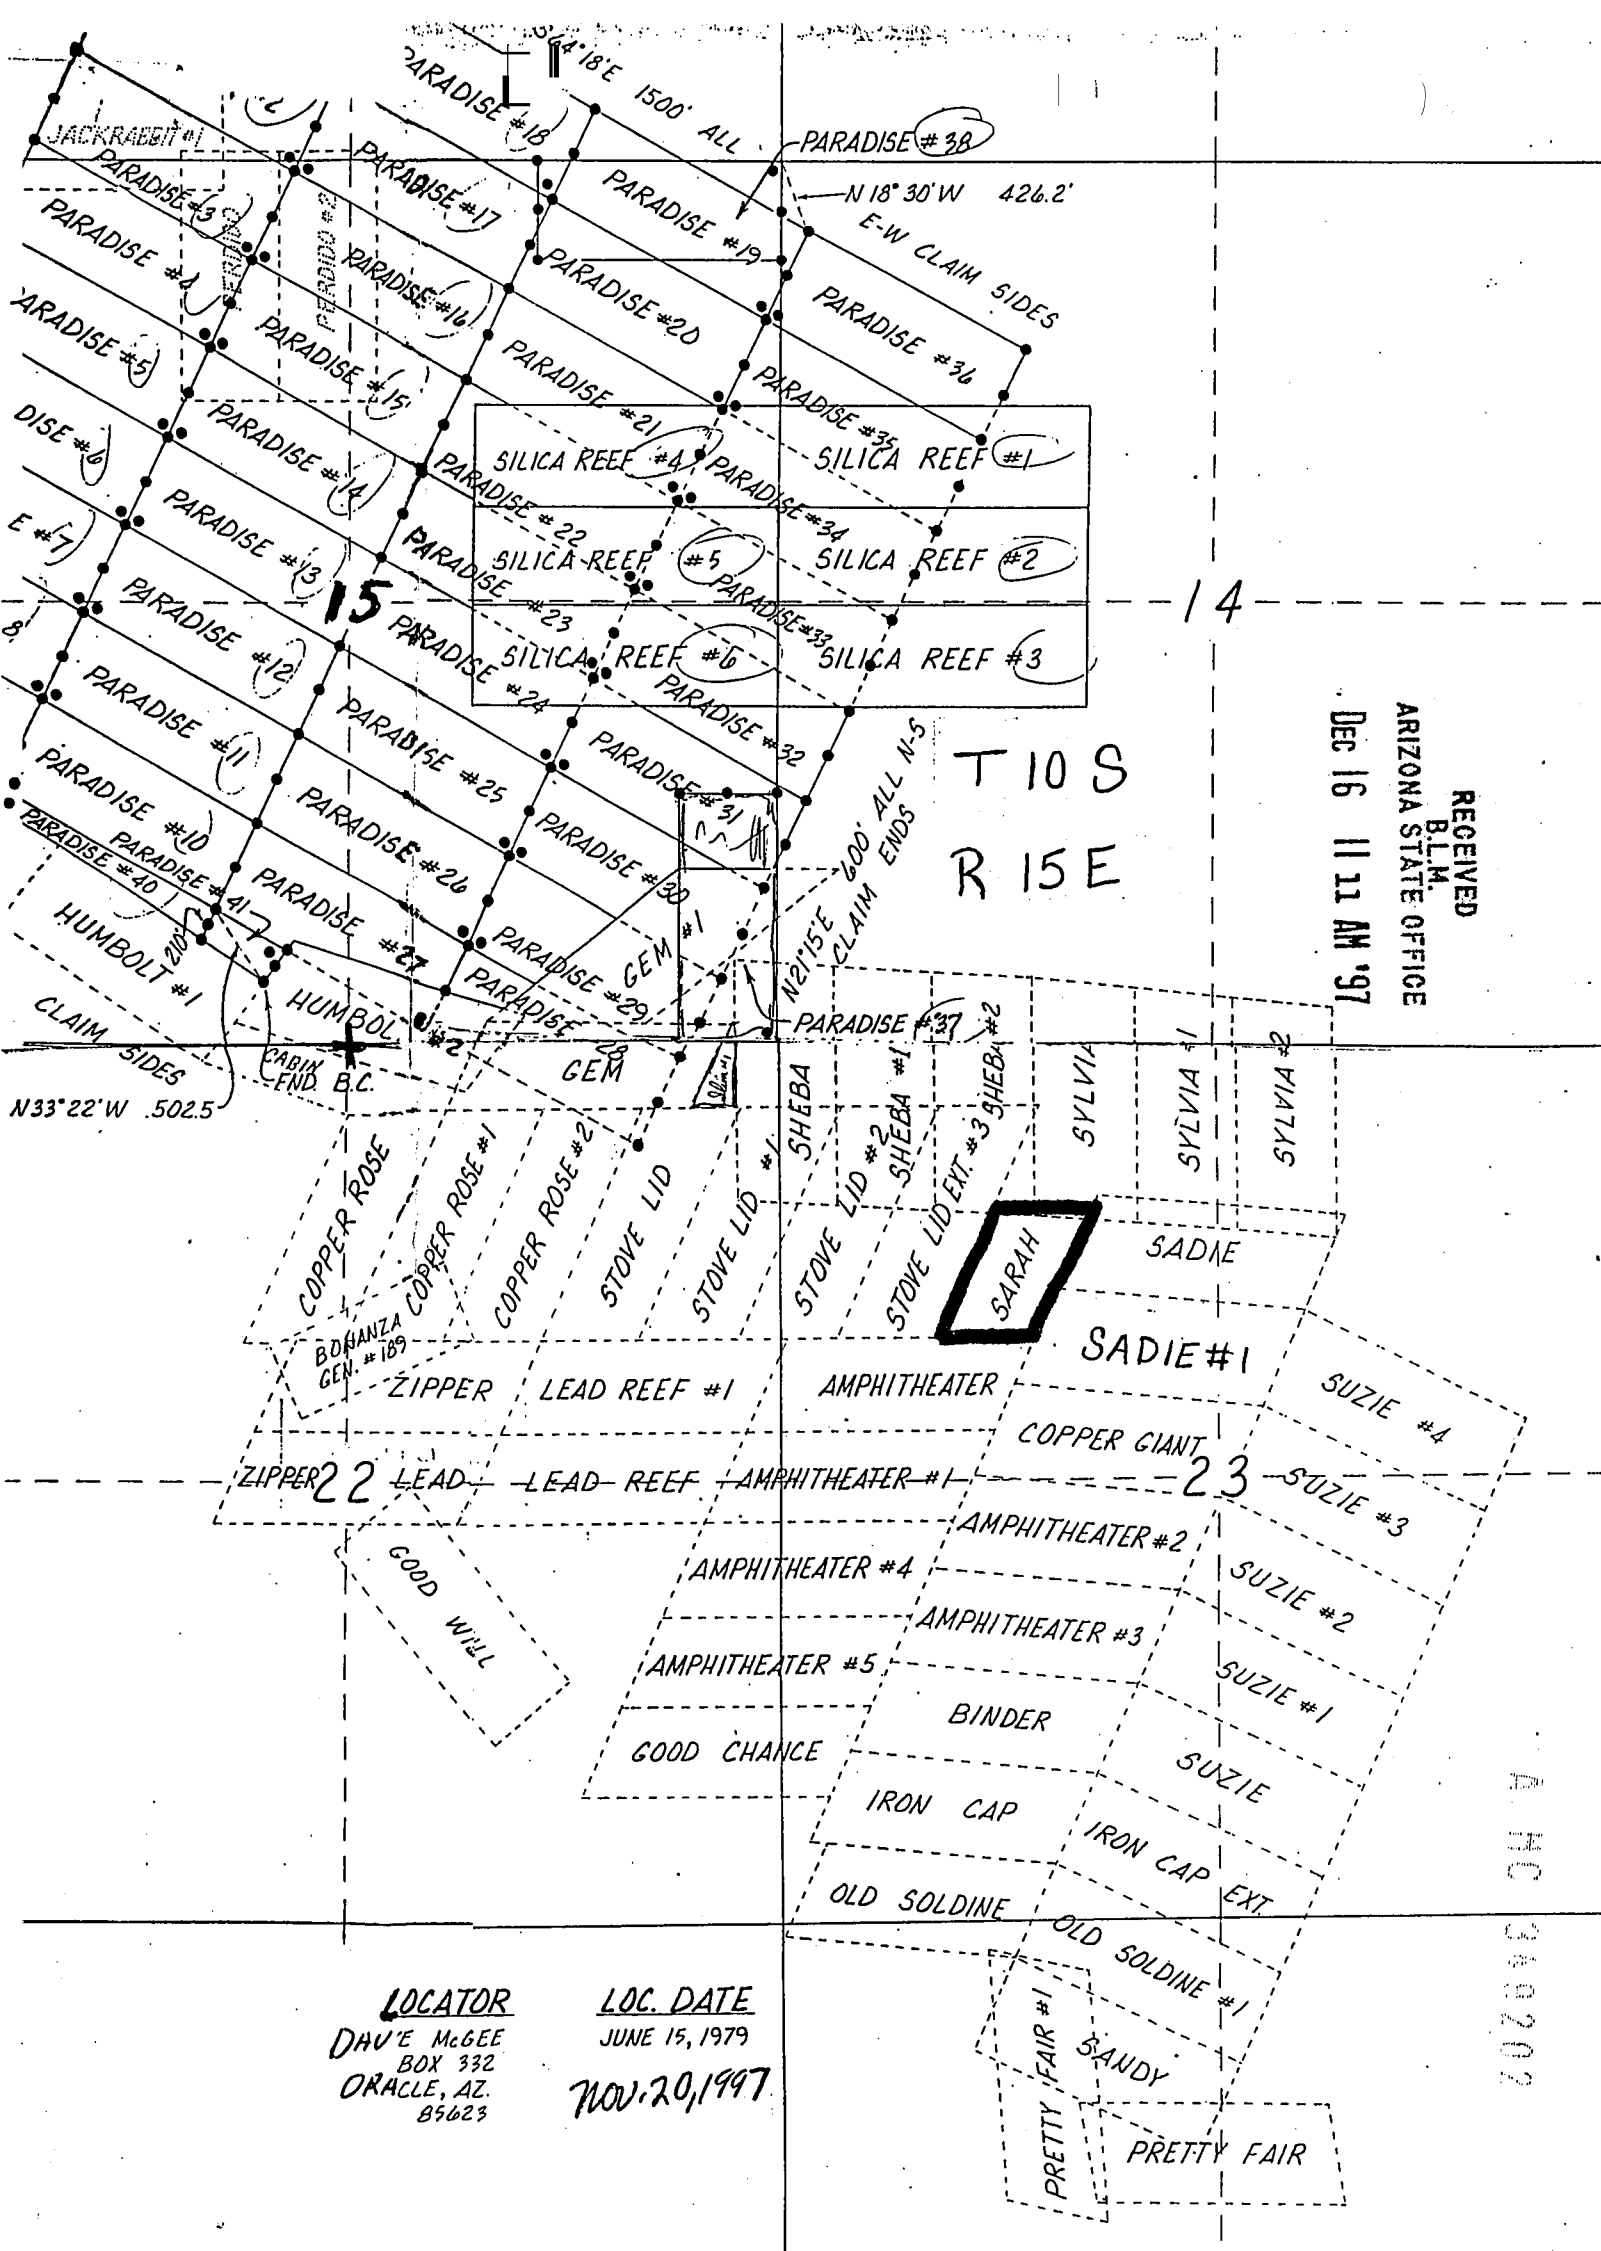 S64°18'E 1500' ALL
E-W CLAIM SIDES
PARADISE #18
PARADISE #38
N 18° 30' W 426.2'
JACKRABBIT #1
PARADISE #3
PARADISE #17
PARADISE #19
PARADISE #4
PERDIDO #2
PARADISE #16
PARADISE #20
PARADISE #36
ARADISE #5
PARADISE #15
PARADISE #21
PARADISE #35
DISE #6
PARADISE #14
SILICA REEF #4
SILICA REEF #1
PARADISE #22
PARADISE #34
E #7
PARADISE #13
PARADISE #23
SILICA REEF #5
SILICA REEF #2
PARADISE #33
15
14
8
PARADISE #12
PARADISE #24
SILICA REEF #6
SILICA REEF #3
PARADISE #11
PARADISE #25
PARADISE #32
T 10 S
R 15 E
RECEIVED
B.L.M.
ARIZONA STATE OFFICE
DEC 16 11 11 AM '97
PARADISE #10
PARADISE #26
PARADISE #31
PARADISE #40
PARADISE #41
PARADISE #27
PARADISE #30
600' ALL N-S
CLAIM ENDS
N21°15'E
HUMBOLT #1
210'
PARADISE #29
GEM #1
PARADISE #37
CLAIM SIDES
HUMBOL #2
PARADISE 28
GEM
CABIN
FND. B.C.
N33°22'W 502.5
SHEBA
SHEBA #1
SHEBA #2
SYLVIA
SYLVIA #1
SYLVIA #2
COPPER ROSE
COPPER ROSE #1
COPPER ROSE #2
STOVE LID
STOVE LID #1
STOVE LID #2
STOVE LID EXT. #3
SARAH
SADIE
SADIE #1
BONANZA
GEN. #189
ZIPPER
LEAD REEF #1
AMPHITHEATER
SUZIE #4
COPPER GIANT
ZIPPER
22
LEAD
LEAD REEF
AMPHITHEATER #1
23
SUZIE #3
GOOD WILL
AMPHITHEATER #2
AMPHITHEATER #4
SUZIE #2
AMPHITHEATER #3
AMPHITHEATER #5
SUZIE #1
BINDER
GOOD CHANCE
SUZIE
IRON CAP
IRON CAP EXT.
OLD SOLDINE
OLD SOLDINE #1
A MC
PRETTY FAIR #1
SANDY
PRETTY FAIR
LOCATOR
DAV'E McGEE
BOX 332
ORACLE, AZ.
85623
LOC. DATE
JUNE 15, 1979
NOV. 20, 1997